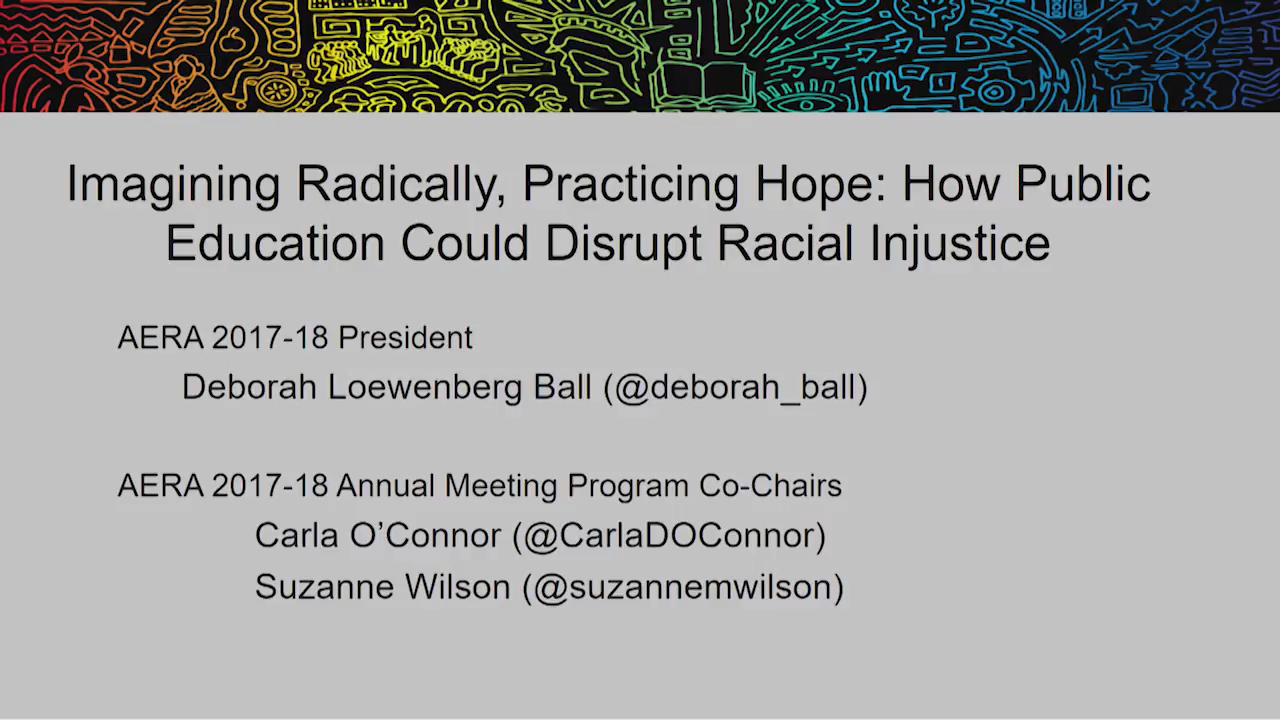 Imagining Radically, Practicing Hope: How Public
Education Could Disrupt Racial Injustice
AERA 2017-18 President
Deborah Loewenberg Ball (@deborah_ball)
AERA 2017-18 Annual Meeting Program Co-Chairs
Carla O’Connor (@CarlaDOConnor)
Suzanne Wilson (@suzannemwilson)